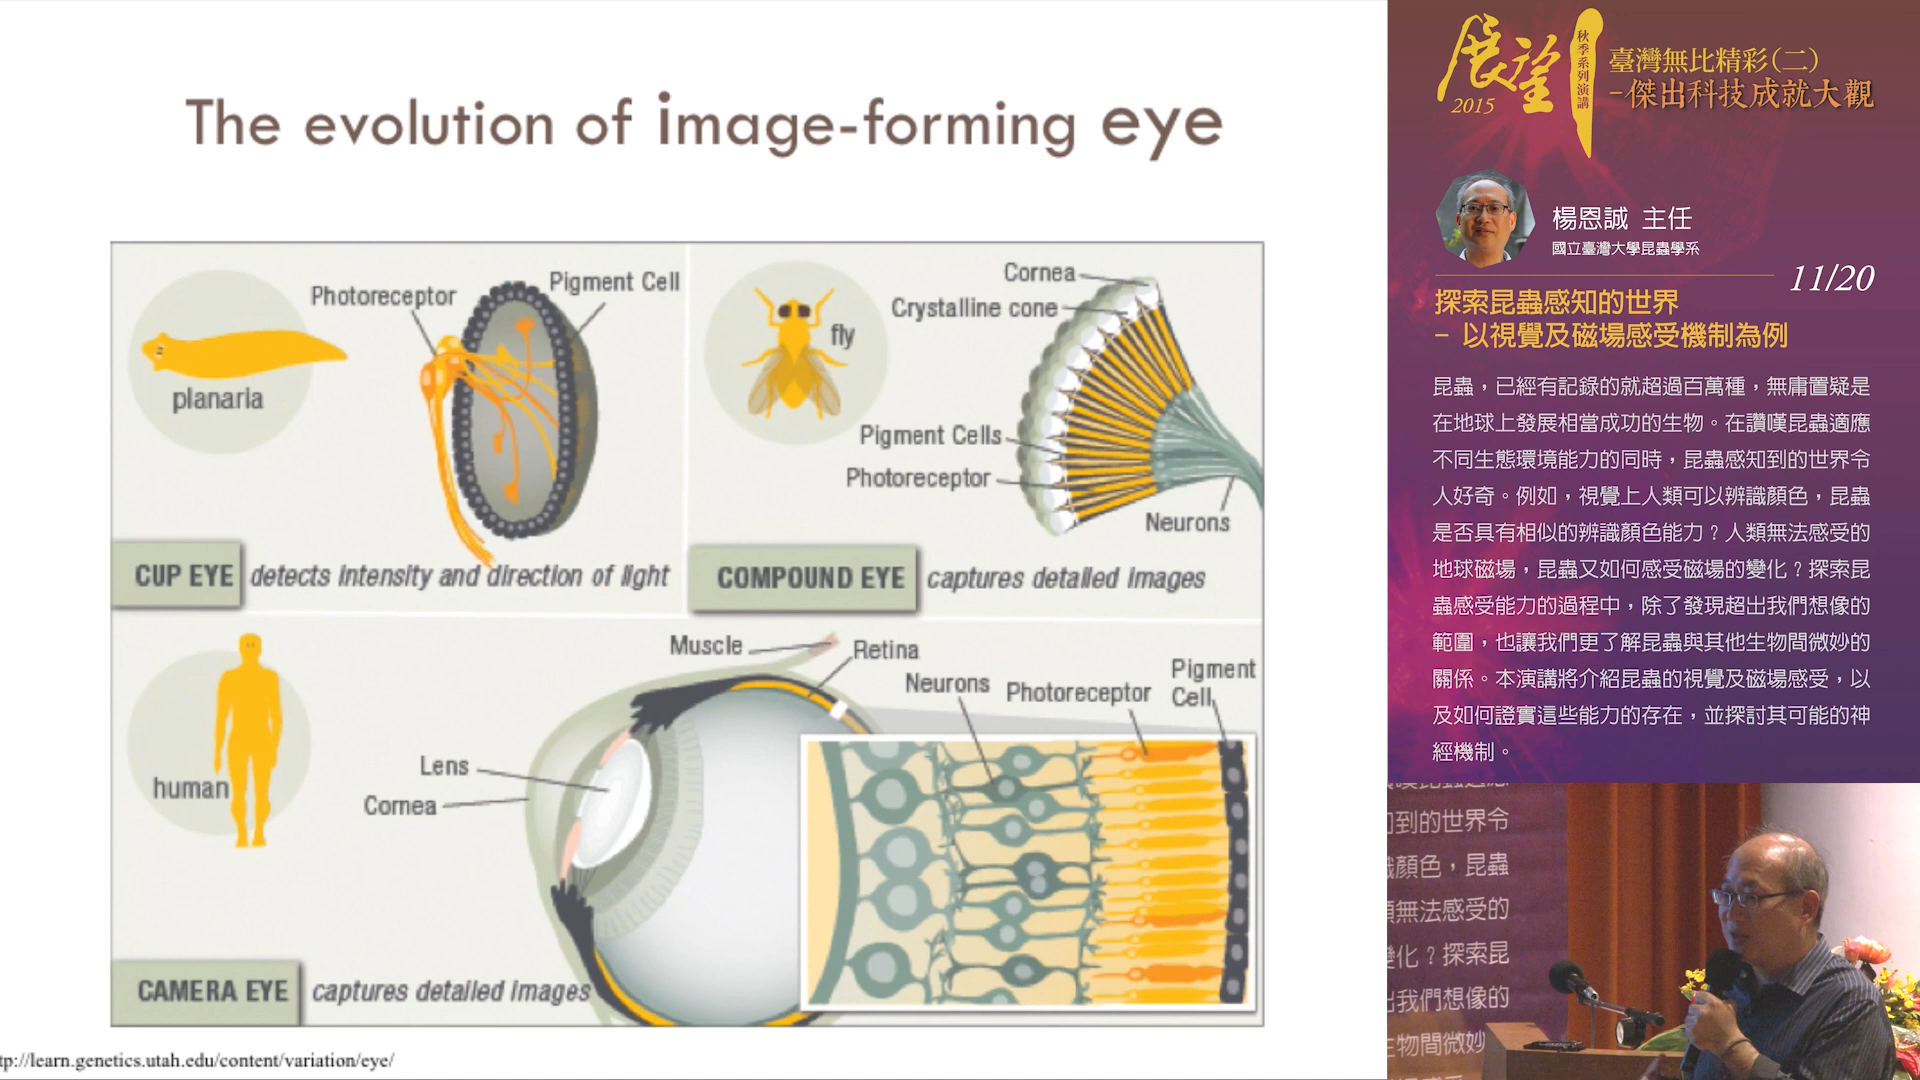 The evolution of image-forming eye
Photoreceptor
Pigment Cell
planaria
CUP EYE
detects intensity and direction of light
Cornea
Crystalline cone
fly
Pigment Cells
Photoreceptor
Neurons
COMPOUND EYE
captures detailed images
Muscle
Retina
Neurons
Photoreceptor
Pigment
Cell
Lens
Cornea
human
CAMERA EYE
captures detailed images
tp://learn.genetics.utah.edu/content/variation/eye/
展望
2015
秋季系列演講
臺灣無比精彩(二)
-傑出科技成就大觀
楊恩誠 主任
國立臺灣大學昆蟲學系
11/20
探索昆蟲感知的世界
- 以視覺及磁場感受機制為例
昆蟲，已經有記錄的就超過百萬種，無庸置疑是
在地球上發展相當成功的生物。在讚嘆昆蟲適應
不同生態環境能力的同時，昆蟲感知到的世界令
人好奇。例如，視覺上人類可以辨識顏色，昆蟲
是否具有相似的辨識顏色能力？人類無法感受的
地球磁場，昆蟲又如何感受磁場的變化？探索昆
蟲感受能力的過程中，除了發現超出我們想像的
範圍，也讓我們更了解昆蟲與其他生物間微妙的
關係。本演講將介紹昆蟲的視覺及磁場感受，以
及如何證實這些能力的存在，並探討其可能的神
經機制。
到的世界令
顏色，昆蟲
無法感受的
化？探索昆
我們想像的
物間微妙